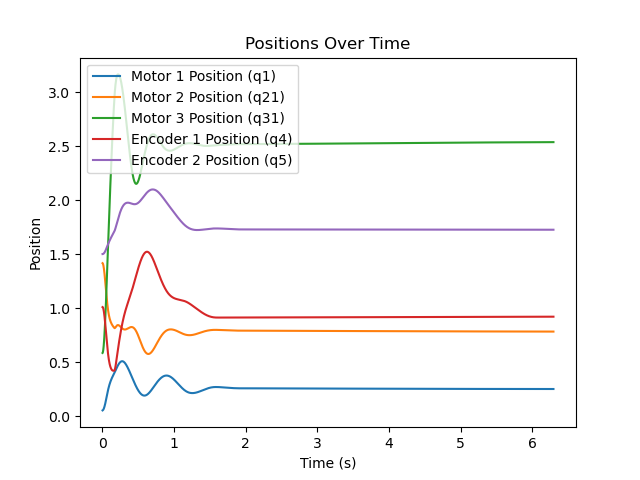 Positions Over Time
Motor 1 Position (q1)
Motor 2 Position (q21)
Motor 3 Position (q31)
Encoder 1 Position (q4)
Encoder 2 Position (q5)
Position
3.0
2.5
2.0
1.5
1.0
0.5
0.0
0 1 2 3 4 5 6
Time (s)